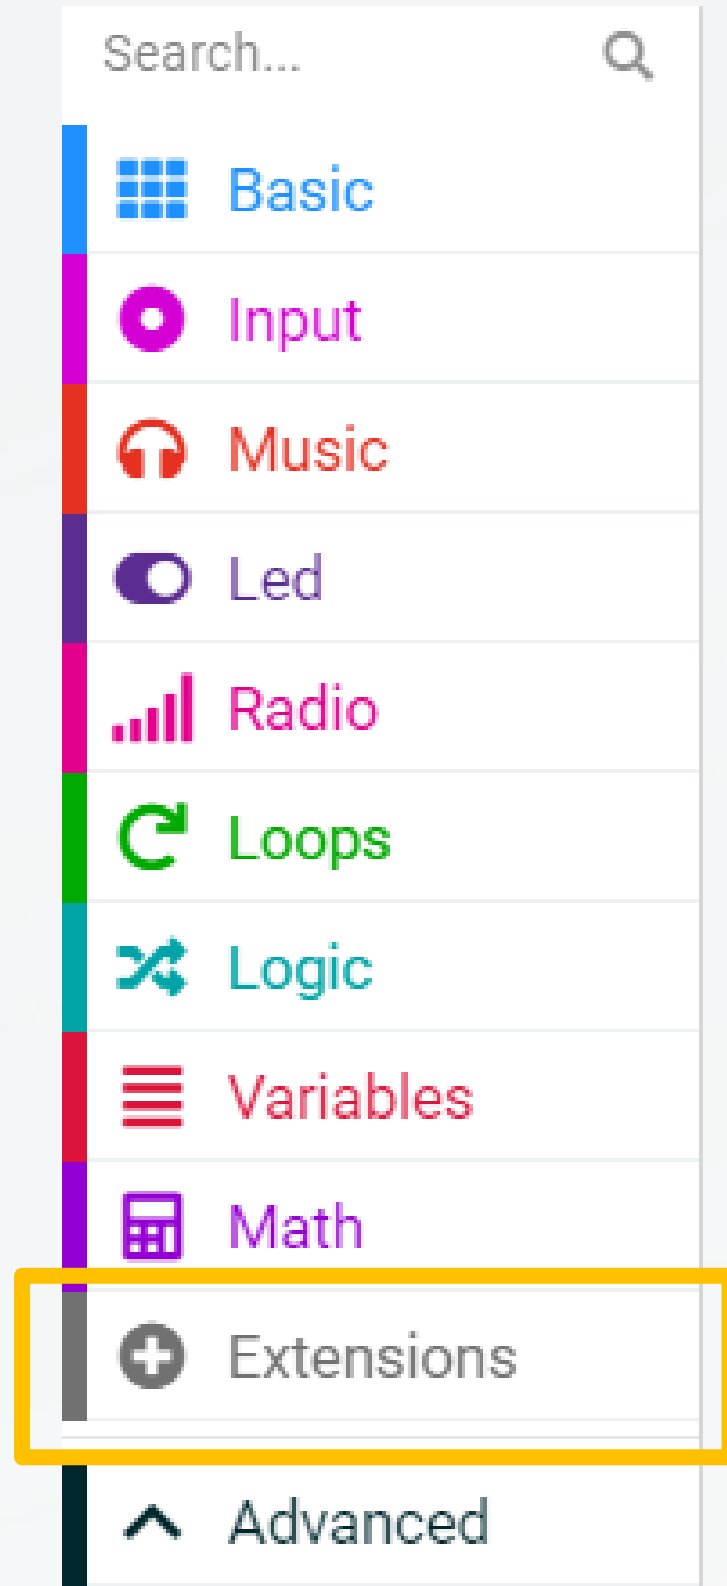 Search...
Basic
Input
Music
Led
Radio
Loops
Logic
Variables
Math
Extensions
Advanced